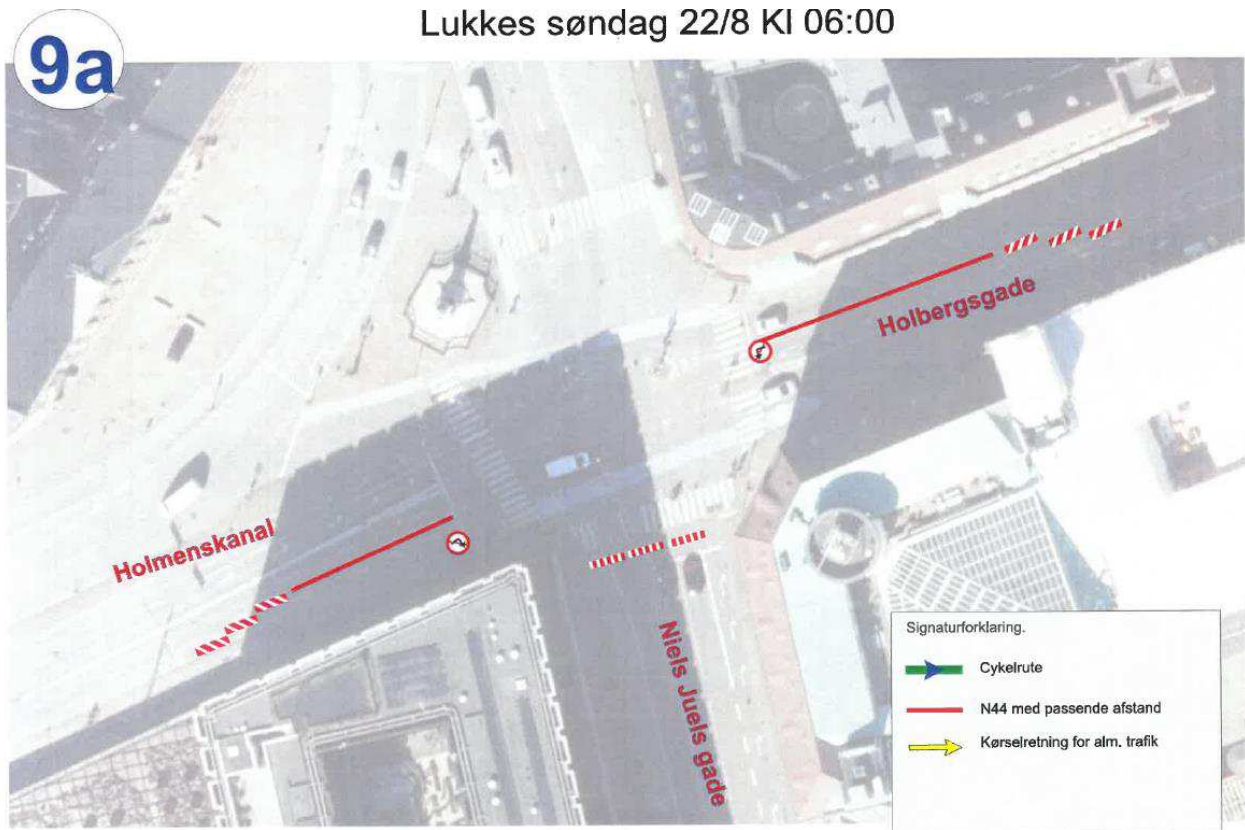 Lukkes søndag 22/8 Kl 06:00
9a
Holbergsgade
Holmenskanal
Niels Juels gade
Signaturforklaring.
Cykelrute
N44 med passende afstand
Kørselretning for alm. trafik